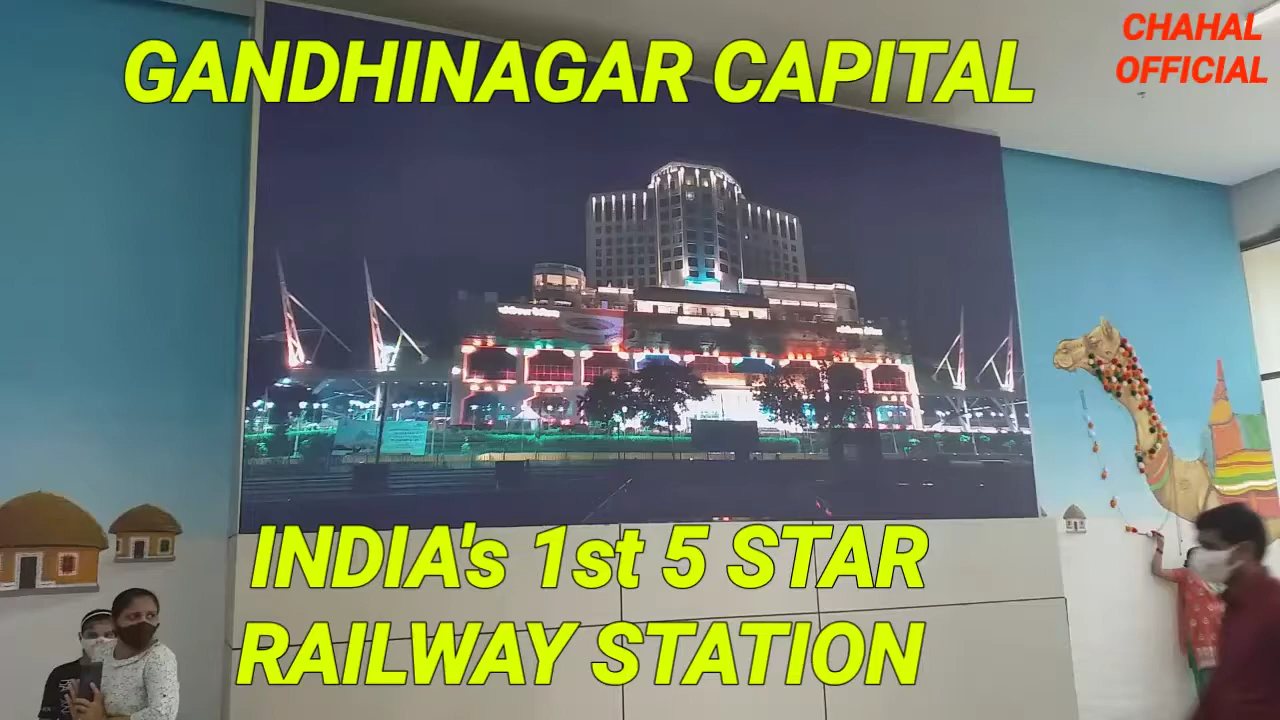 GANDHINAGAR CAPITAL
CHAHAL
OFFICIAL
INDIA's 1st 5 STAR
RAILWAY STATION